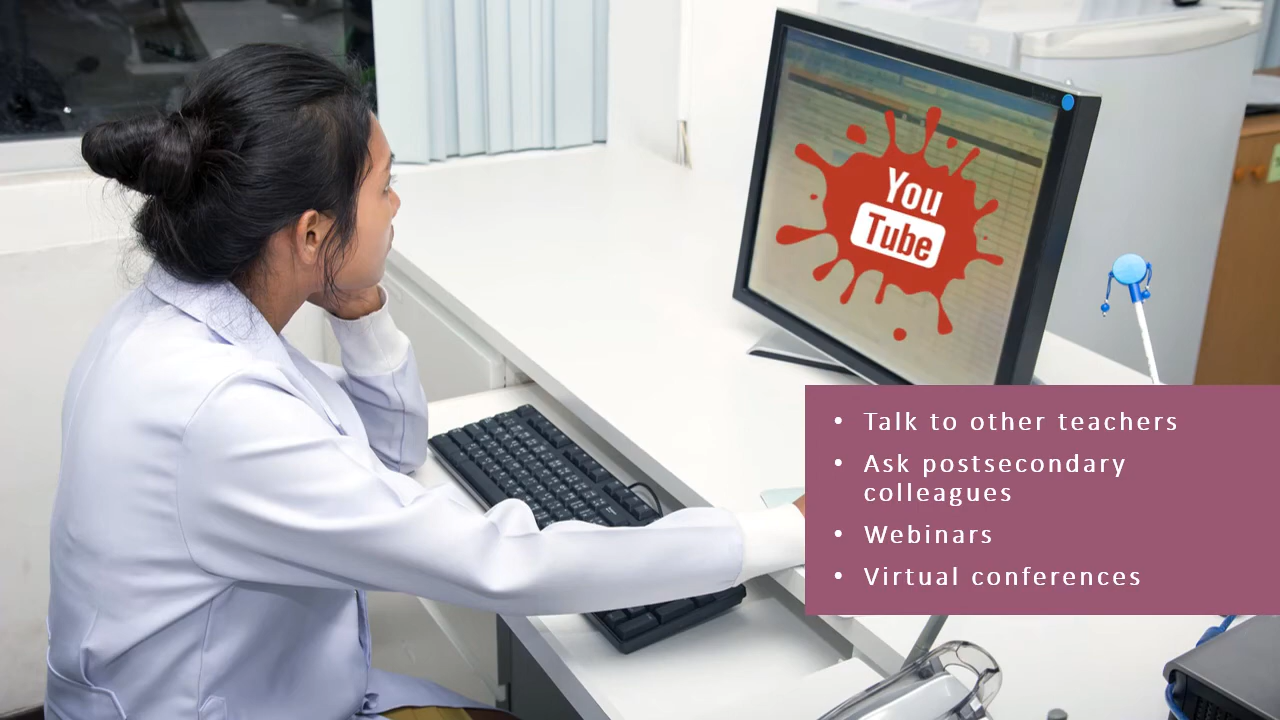 You
Tube
• Talk to other teachers
• Ask postsecondary
colleagues
• Webinars
• Virtual conferences